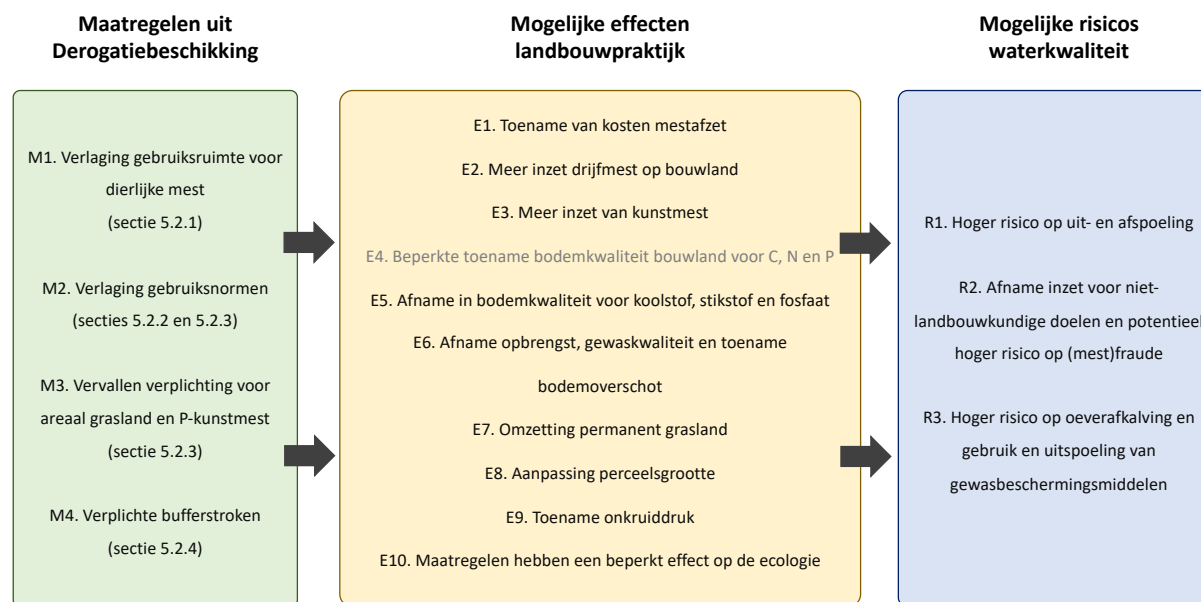 Maatregelen uit
Derogatiebeschikking
M1. Verlaging gebruiksruimte voor
dierlijke mest
(sectie 5.2.1)
M2. Verlaging gebruiksnormen
(secties 5.2.2 en 5.2.3)
M3. Vervallen verplichting voor
areaal grasland en P-kunstmest
(sectie 5.2.3)
M4. Verplichte bufferstroken
(sectie 5.2.4)
Mogelijke effecten
landbouwpraktijk
E1. Toename van kosten mestafzet
E2. Meer inzet drijfmest op bouwland
E3. Meer inzet van kunstmest
E4. Beperkte toename bodemkwaliteit bouwland voor C, N en P
E5. Afname in bodemkwaliteit voor koolstof, stikstof en fosfaat
E6. Afname opbrengst, gewaskwaliteit en toename
bodemoverschot
E7. Omzetting permanent grasland
E8. Aanpassing perceelsgrootte
E9. Toename onkruiddruk
E10. Maatregelen hebben een beperkt effect op de ecologie
Mogelijke risicos
waterkwaliteit
R1. Hoger risico op uit- en afspoeling
R2. Afname inzet voor niet-
landbouwkundige doelen en potentieel
hoger risico op (mest)fraude
R3. Hoger risico op oeverafkalving en
gebruik en uitspoeling van
gewasbeschermingsmiddelen